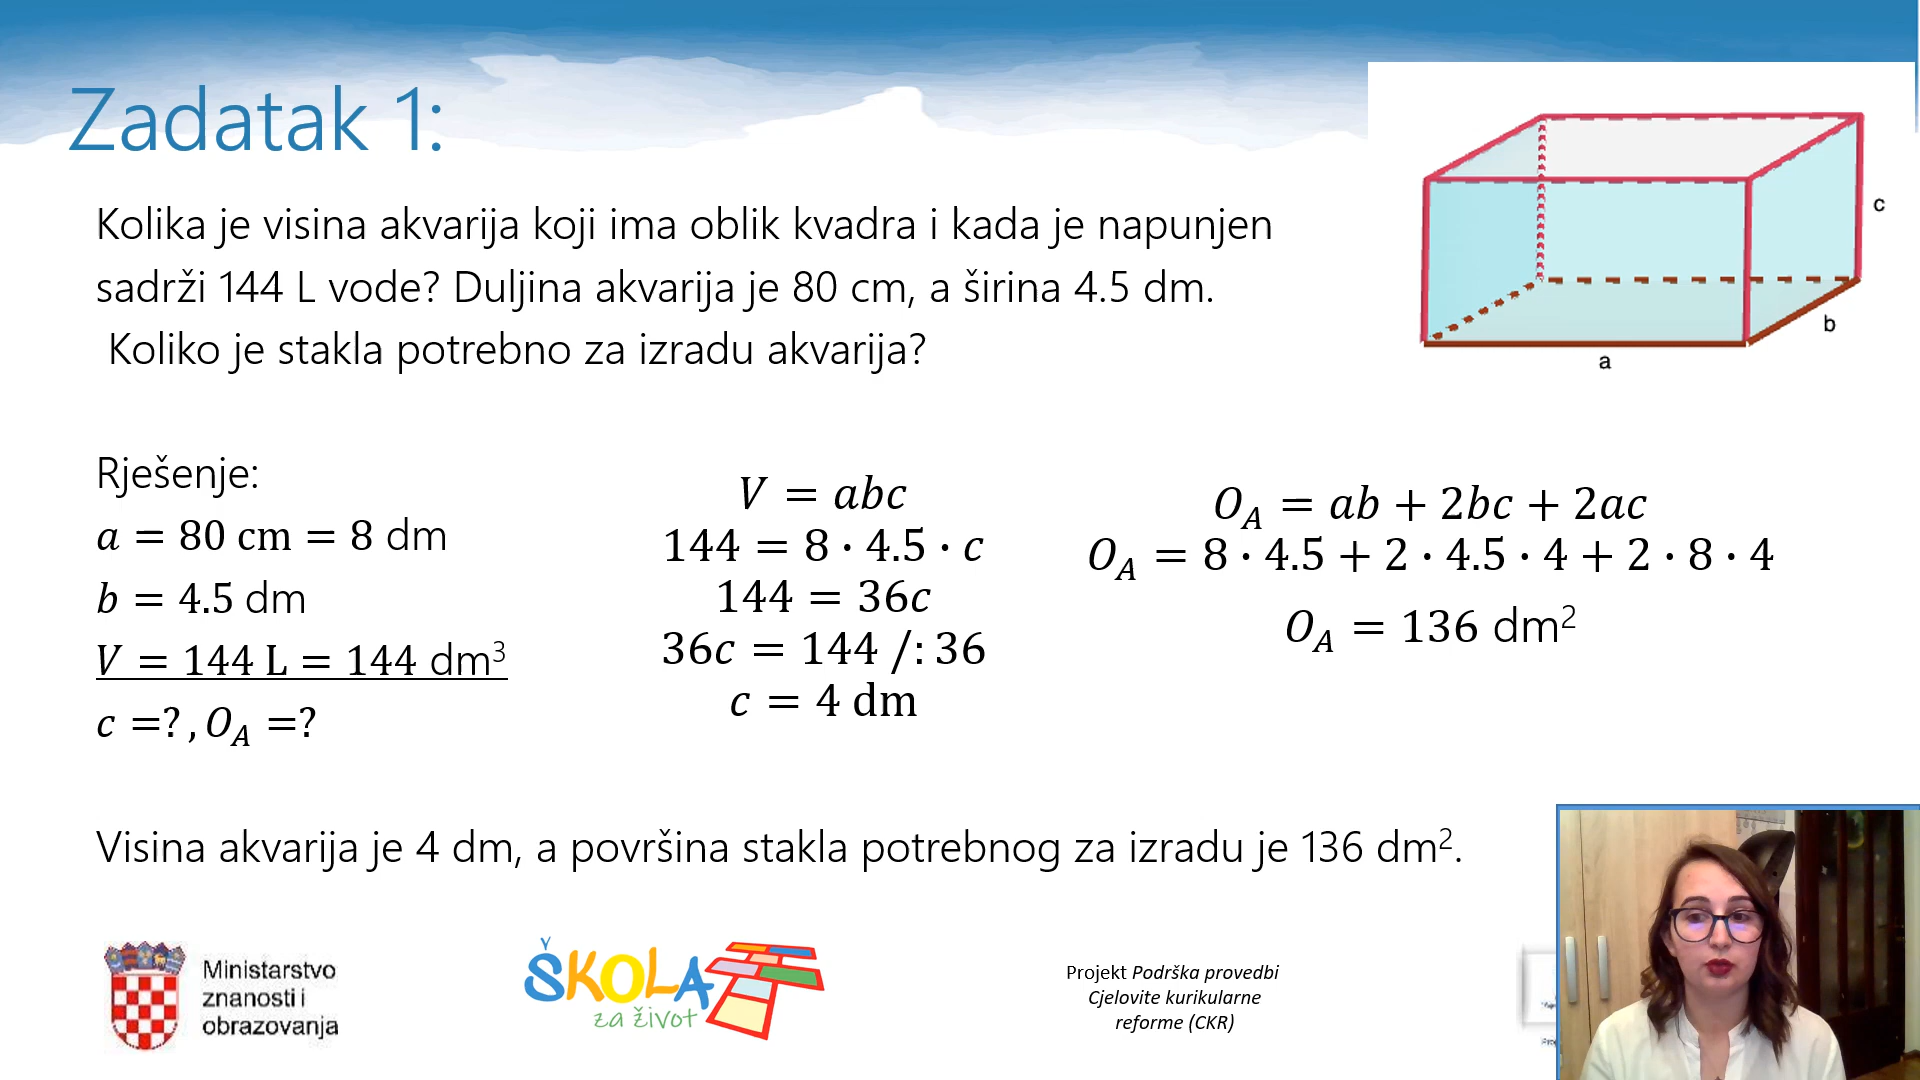 Zadatak 1:
Kolika je visina akvarija koji ima oblik kvadra i kada je napunjen
sadrži 144 L vode? Duljina akvarija je 80 cm, a širina 4.5 dm.
Koliko je stakla potrebno za izradu akvarija?
c
b
a
Rješenje:
a = 80 cm = 8 dm
b = 4.5 dm
V = 144 L = 144 dm³
c =? , O_A =?
V = abc
144 = 8 · 4.5 · c
144 = 36c
36c = 144 /: 36
c = 4 dm
O_A = ab + 2bc + 2ac
O_A = 8 · 4.5 + 2 · 4.5 · 4 + 2 · 8 · 4
O_A = 136 dm²
Visina akvarija je 4 dm, a površina stakla potrebnog za izradu je 136 dm².
Ministarstvo
znanosti i
obrazovanja
ŠKOLA
za život
Projekt Podrška provedbi
Cjelovite kurikularne
reforme (CKR)